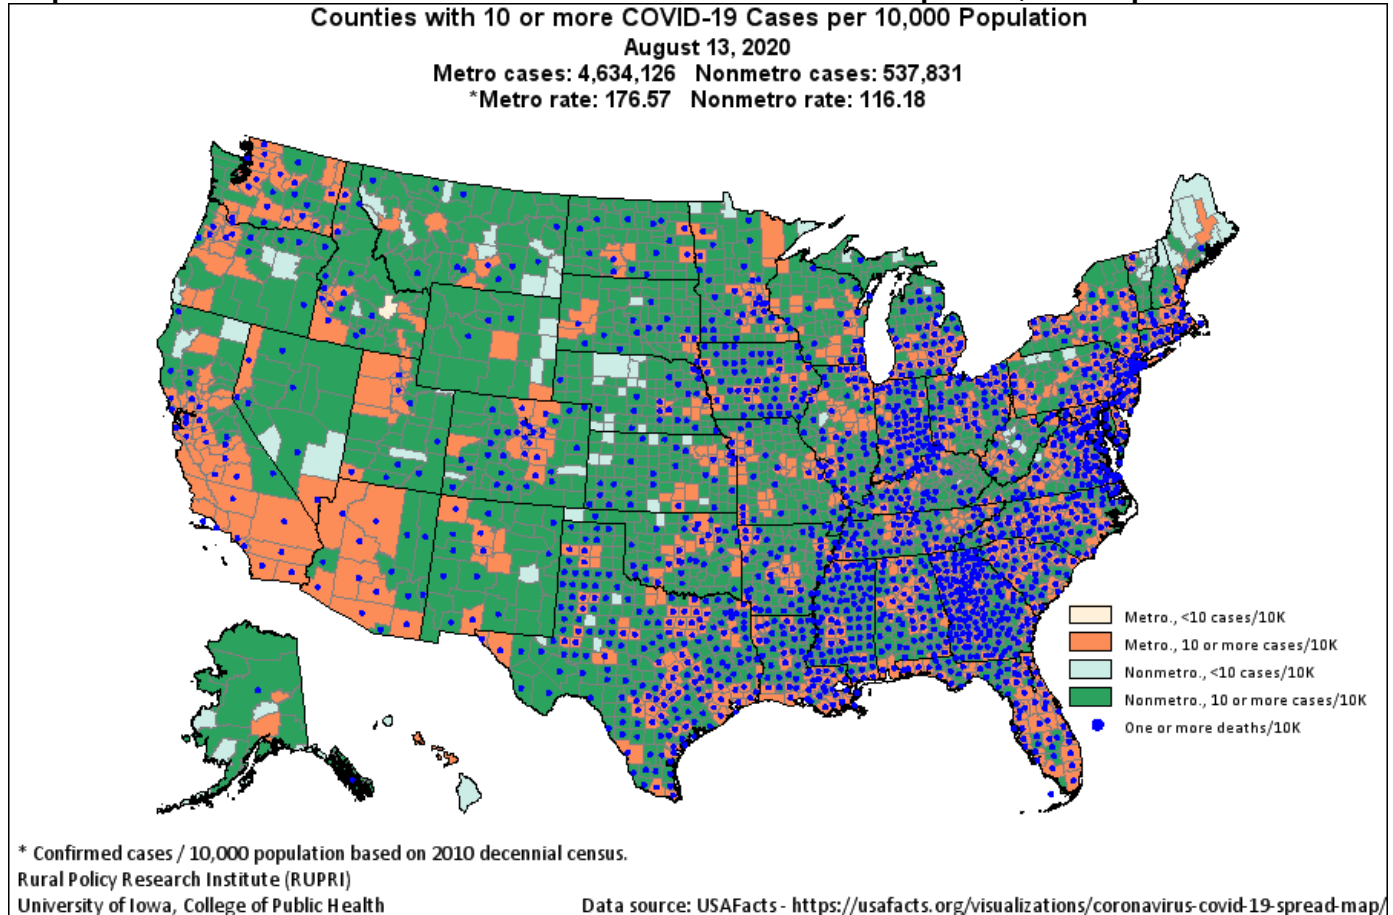 Counties with 10 or more COVID-19 Cases per 10,000 Population
August 13, 2020
Metro cases: 4,634,126 Nonmetro cases: 537,831
*Metro rate: 176.57 Nonmetro rate: 116.18
Metro., <10 cases/10K
Metro., 10 or more cases/10K
Nonmetro., <10 cases/10K
Nonmetro., 10 or more cases/10K
One or more deaths/10K
* Confirmed cases / 10,000 population based on 2010 decennial census.
Rural Policy Research Institute (RUPRI)
University of Iowa, College of Public Health
Data source: USAFacts - https://usafacts.org/visualizations/coronavirus-covid-19-spread-map/